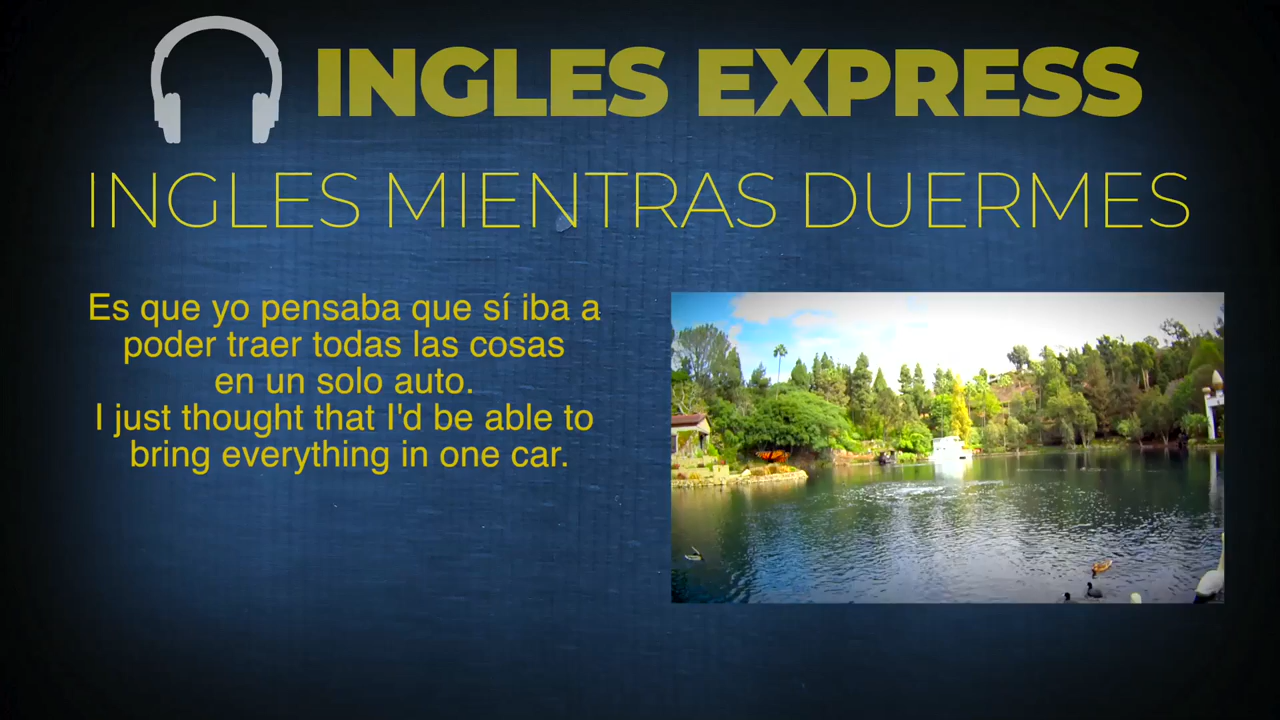 INGLES EXPRESS
INGLES MIENTRAS DUERMES
Es que yo pensaba que sí iba a
poder traer todas las cosas
en un solo auto.
I just thought that I'd be able to
bring everything in one car.